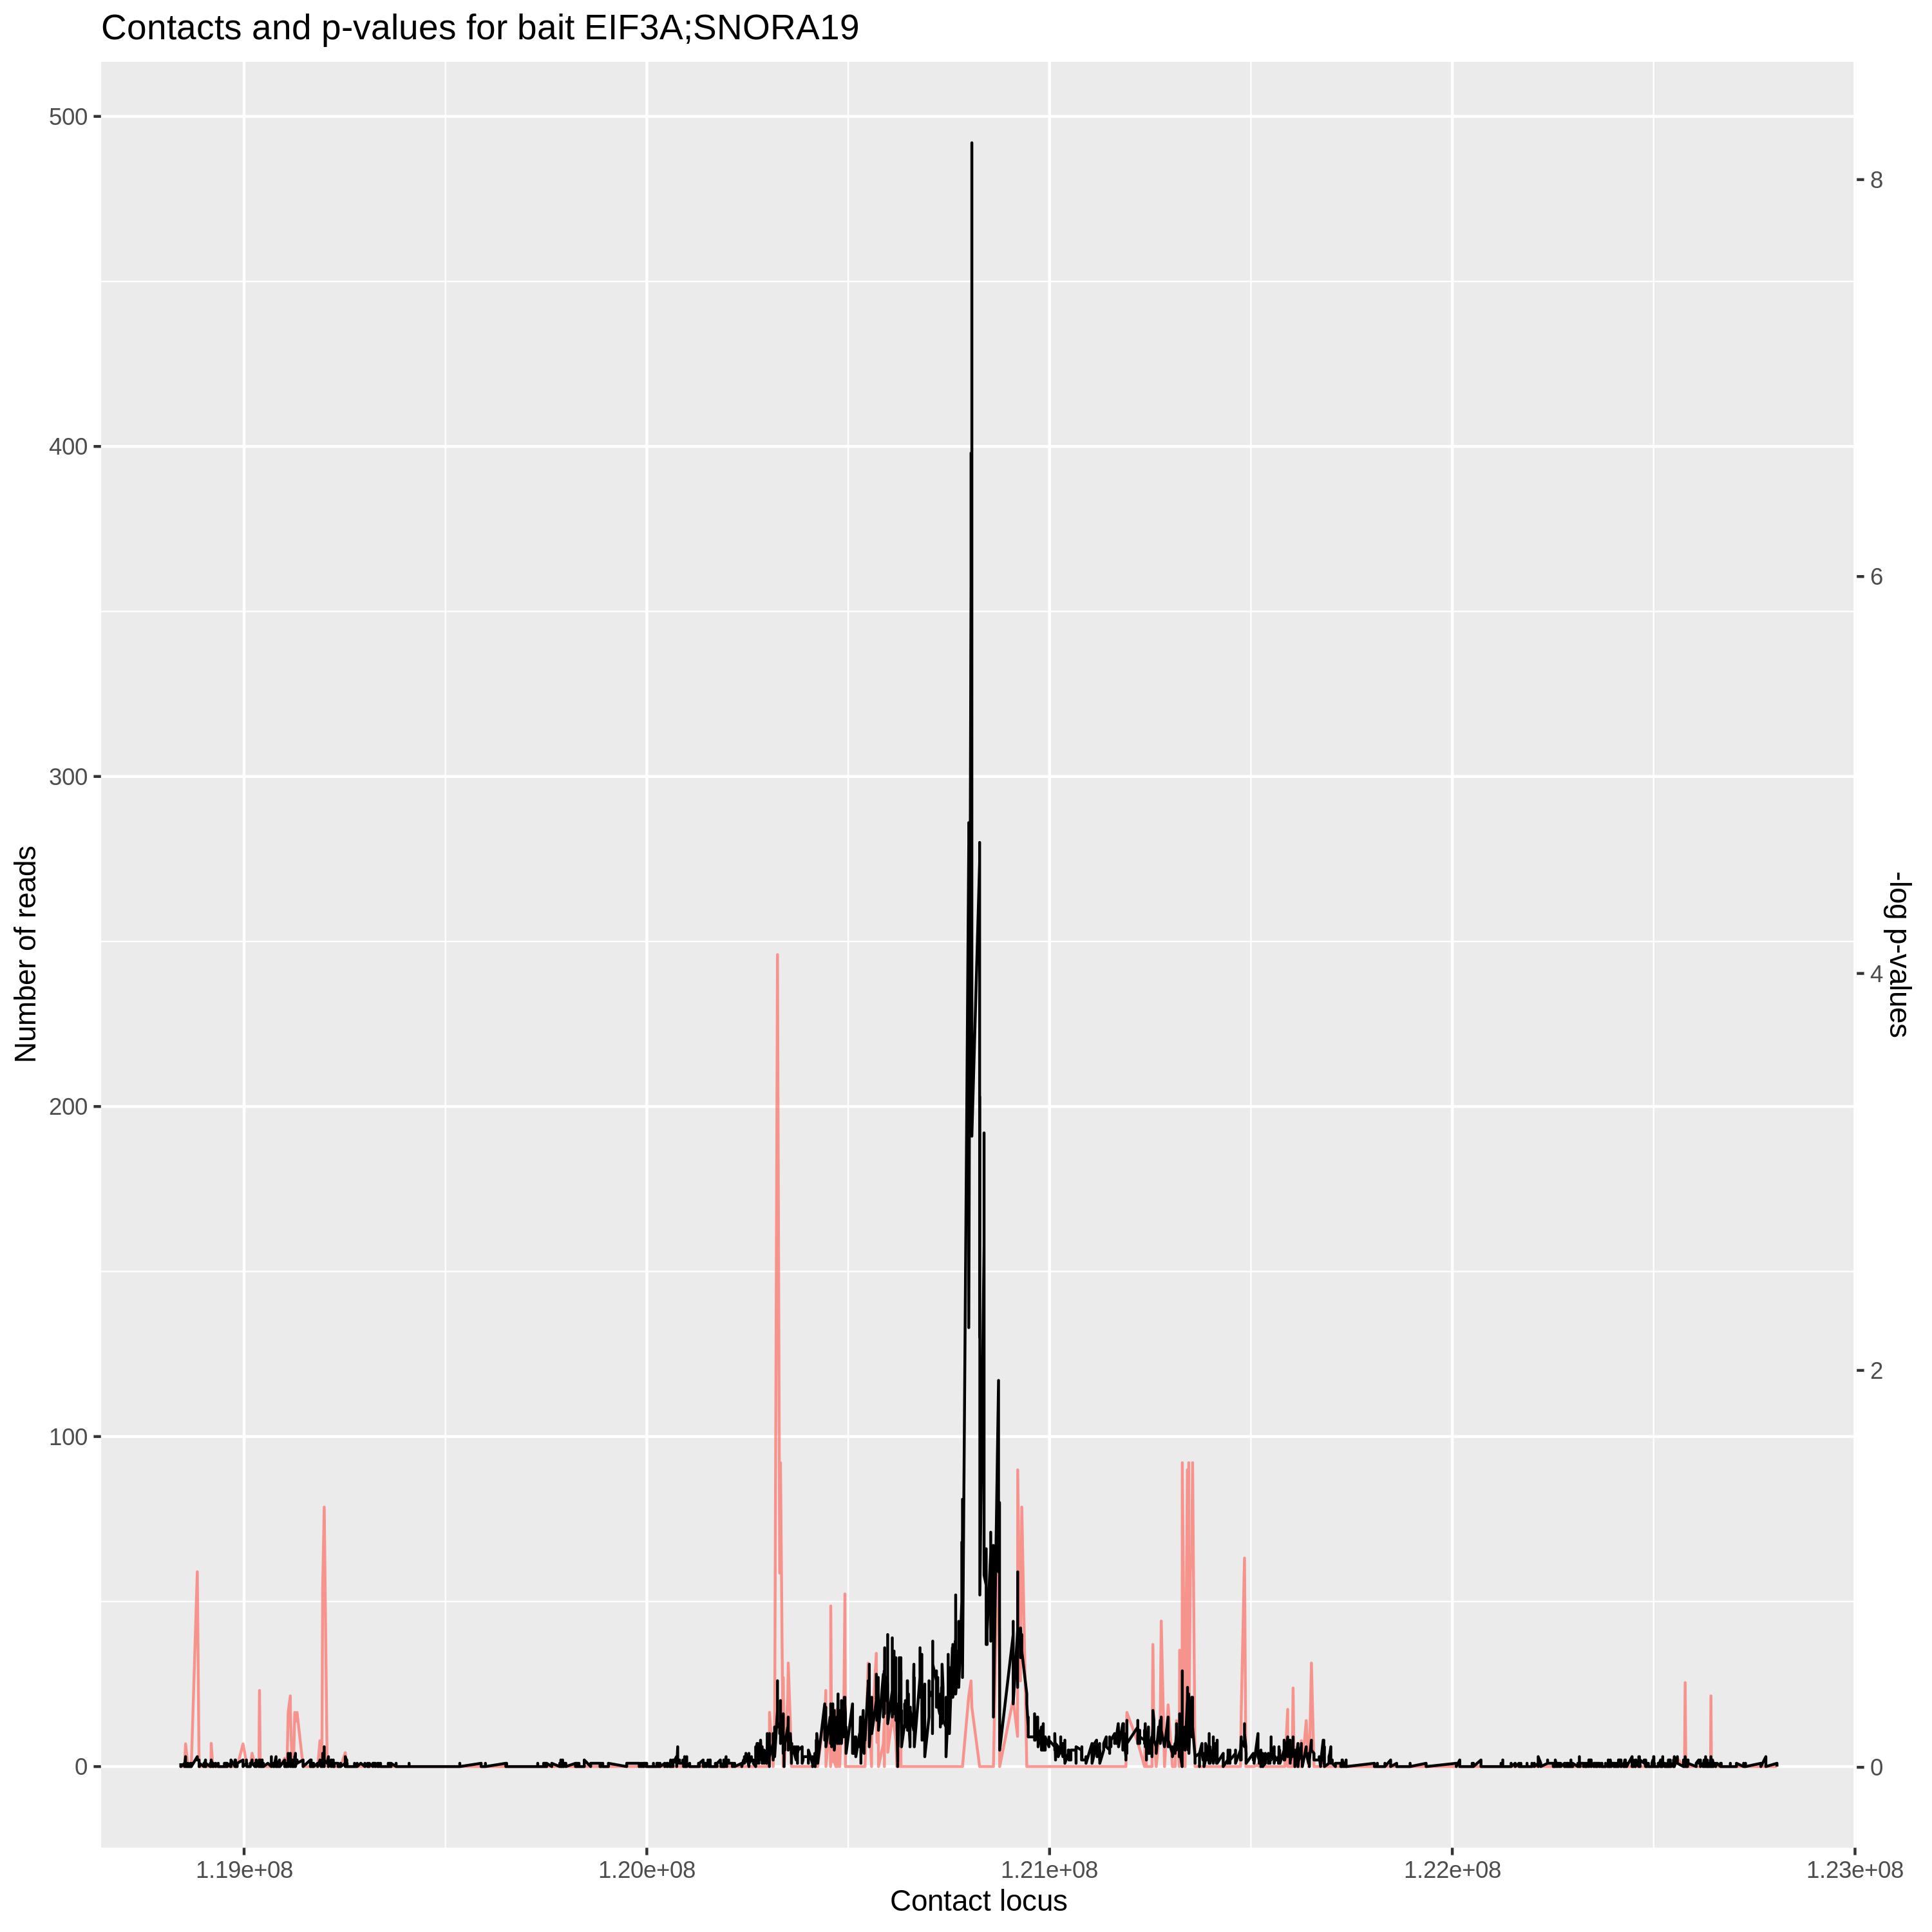 Contacts and p-values for bait EIF3A;SNORA19
500
400
300
200
100
0
Number of reads
8
6
4
2
0
-log p-values
1.19e+08
1.20e+08
1.21e+08
1.22e+08
1.23e+08
Contact locus